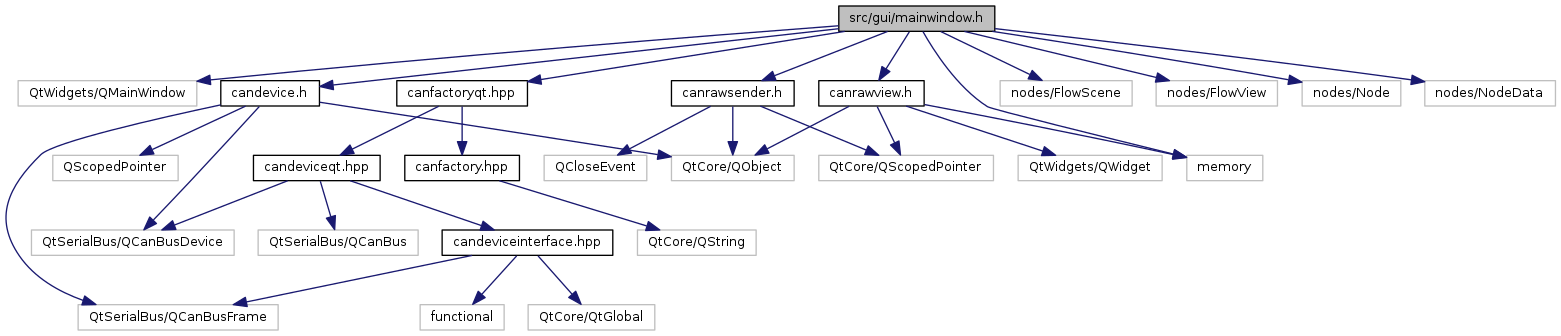 src/gui/mainwindow.h
QtWidgets/QMainWindow
candevice.h
canfactoryqt.hpp
canrawsender.h
canrawview.h
nodes/FlowScene
nodes/FlowView
nodes/Node
nodes/NodeData
QScopedPointer
candeviceqt.hpp
canfactory.hpp
QCloseEvent
QtCore/QObject
QtCore/QScopedPointer
QtWidgets/QWidget
memory
QtSerialBus/QCanBusDevice
QtSerialBus/QCanBus
candeviceinterface.hpp
QtCore/QString
QtSerialBus/QCanBusFrame
functional
QtCore/QtGlobal